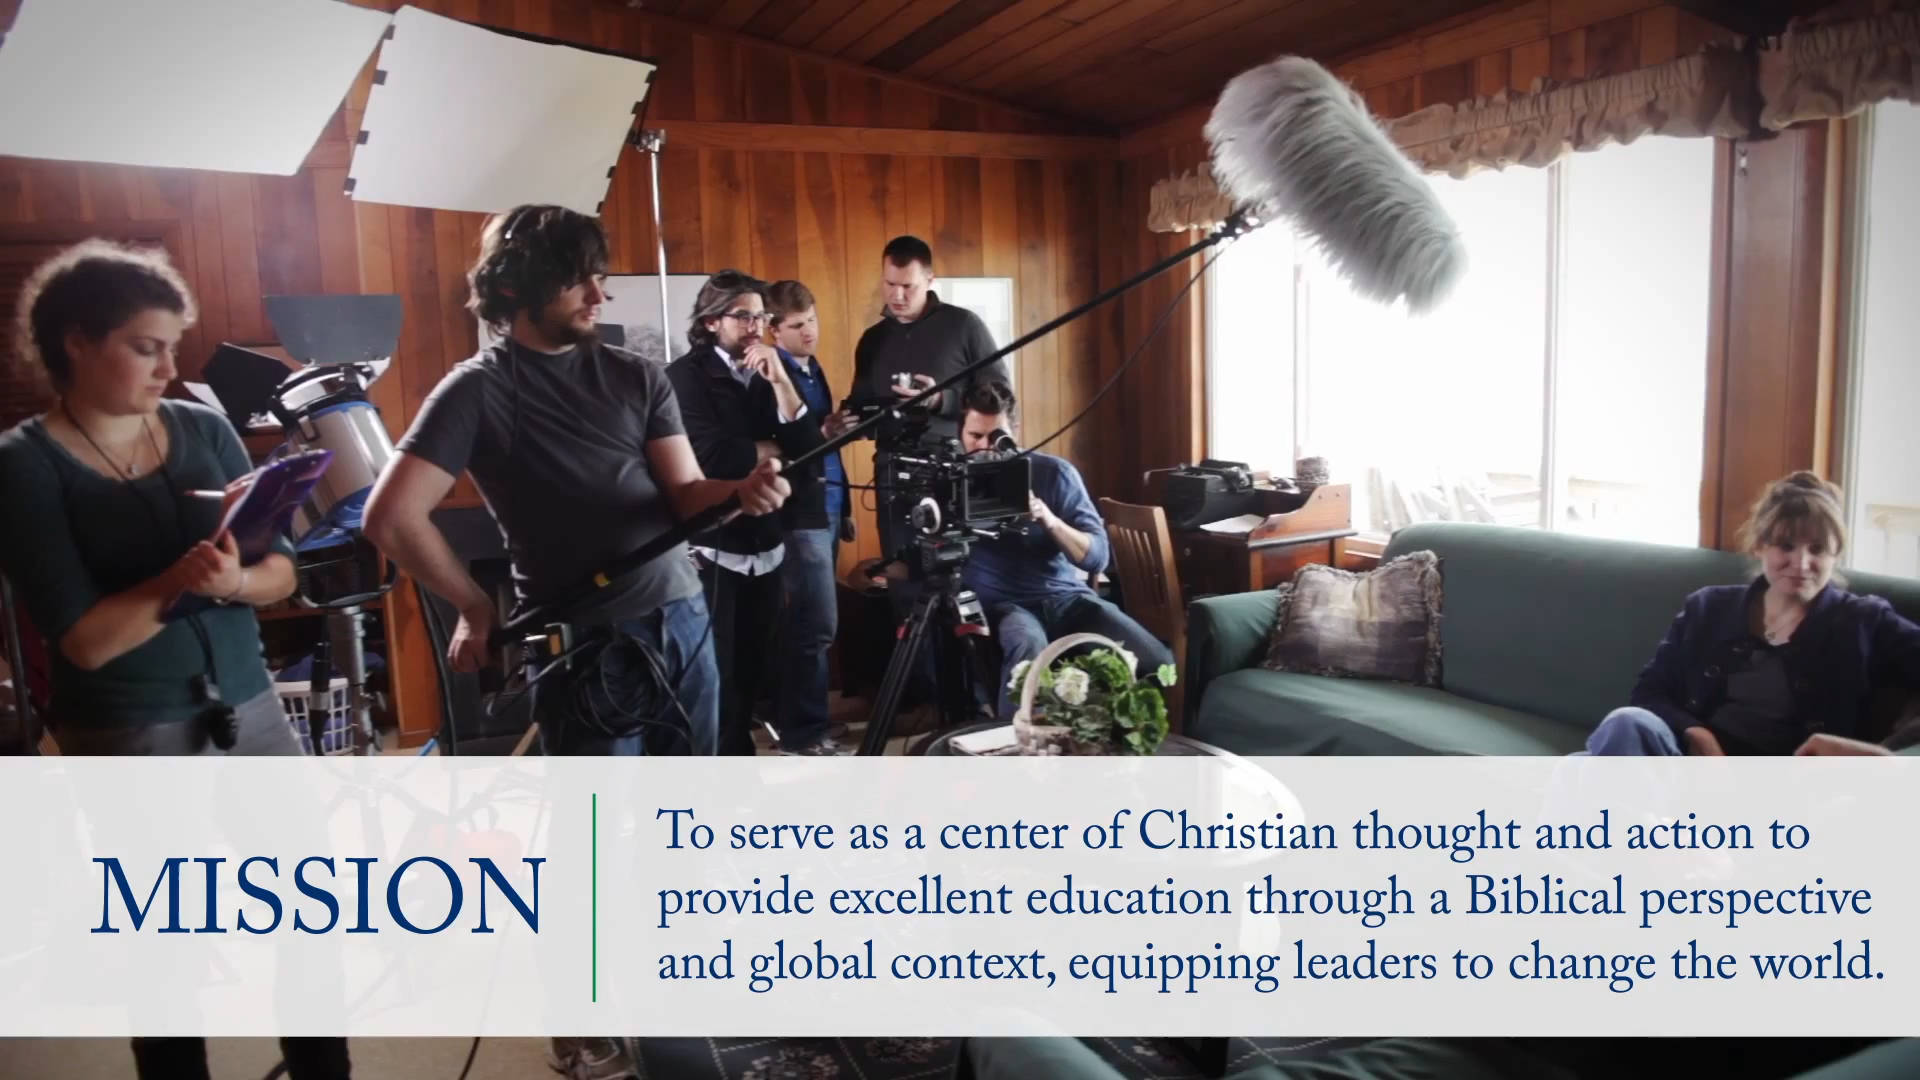 MISSION
To serve as a center of Christian thought and action to
provide excellent education through a Biblical perspective
and global context, equipping leaders to change the world.